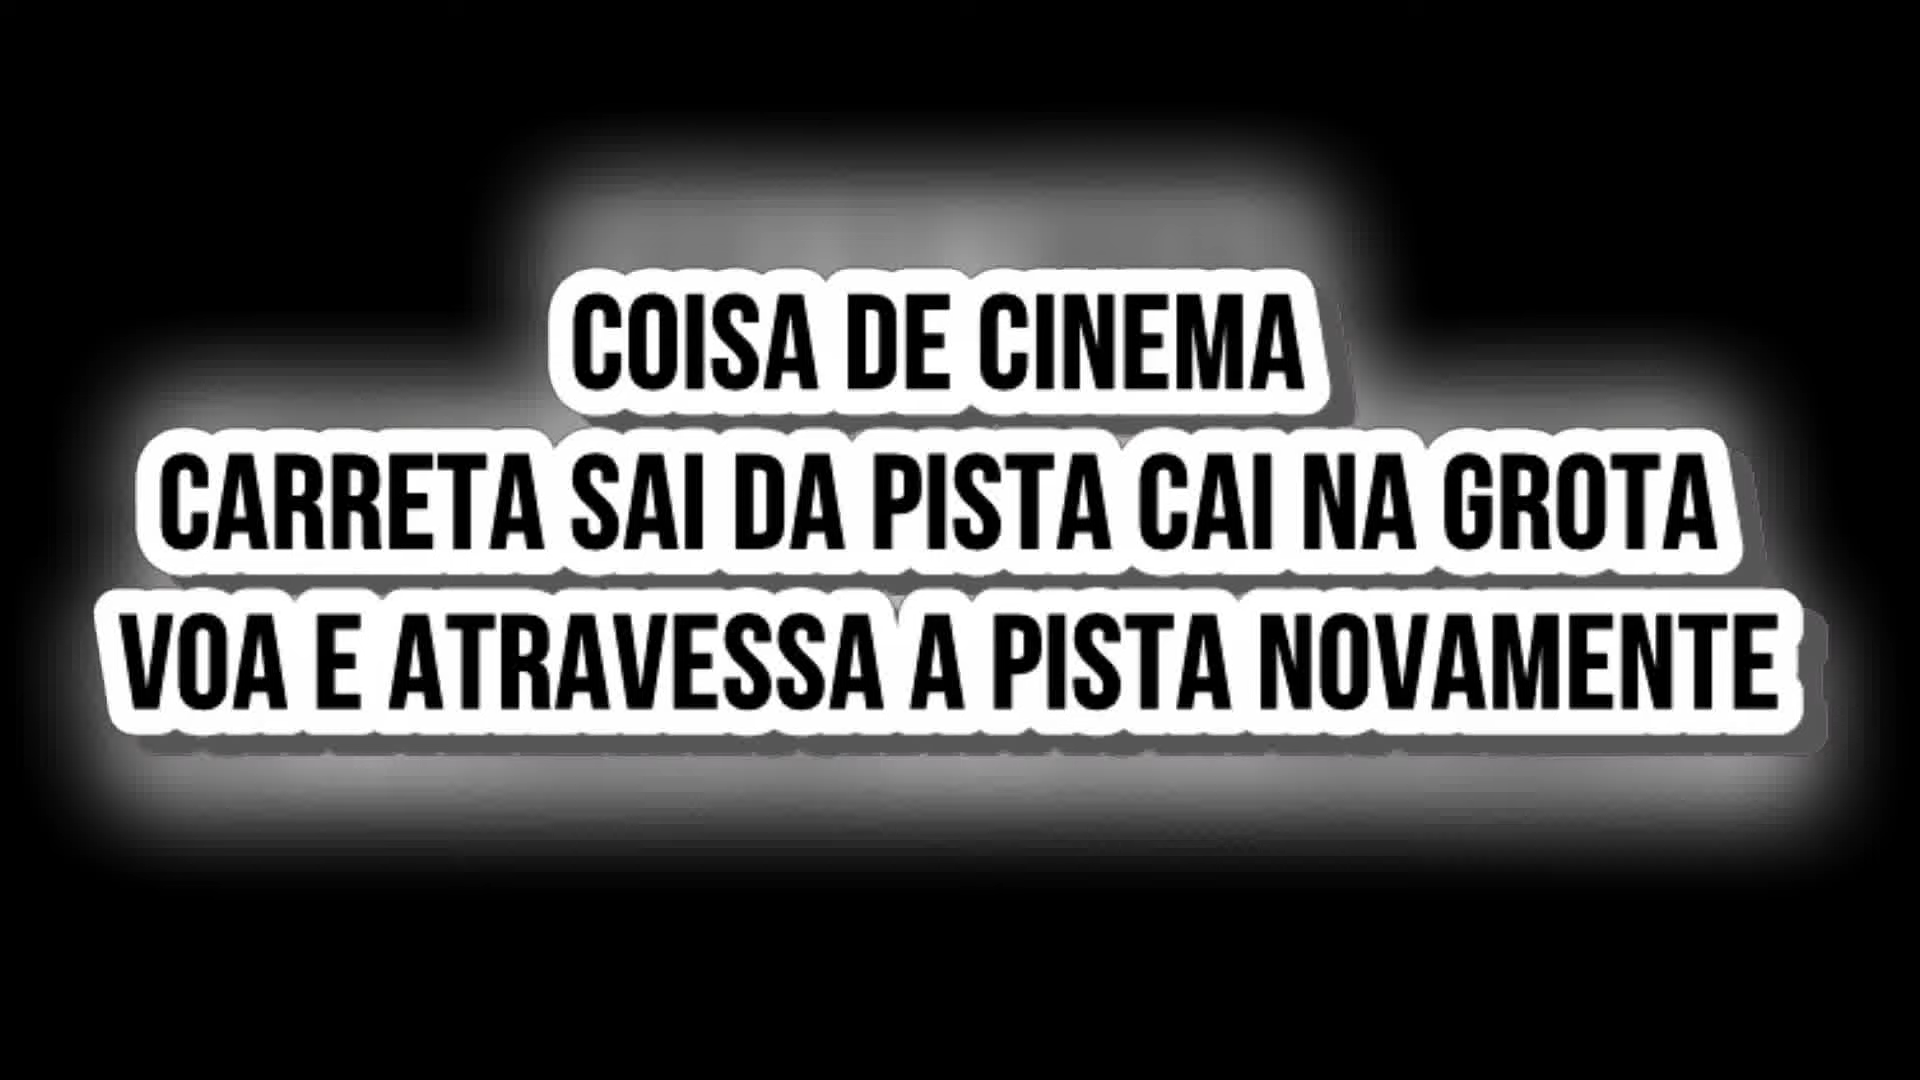 COISA DE CINEMA
CARRETA SAI DA PISTA CAI NA GROTA
VOA E ATRAVESSA A PISTA NOVAMENTE